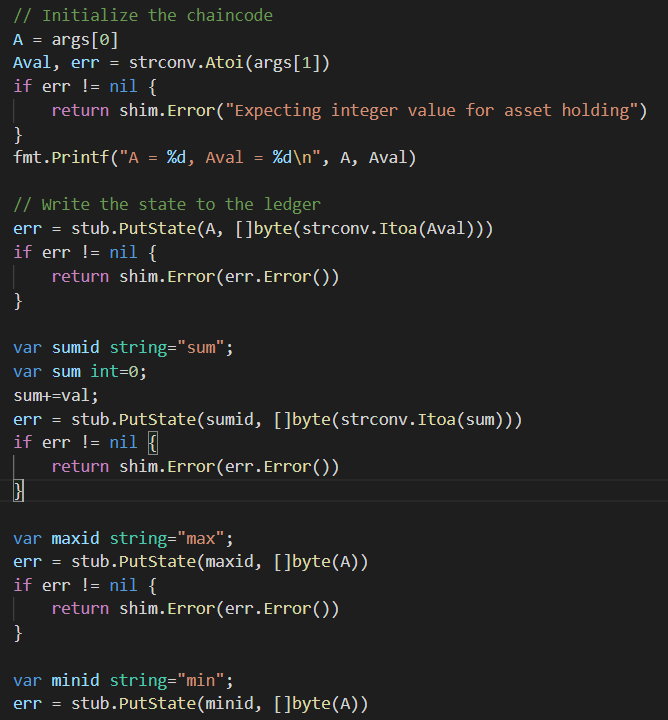 // Initialize the chaincode
A = args[0]
Aval, err = strconv.Atoi(args[1])
if err != nil {
    return shim.Error("Expecting integer value for asset holding")
}
fmt.Printf("A = %d, Aval = %d\n", A, Aval)

// Write the state to the ledger
err = stub.PutState(A, []byte(strconv.Itoa(Aval)))
if err != nil {
    return shim.Error(err.Error())
}

var sumid string="sum";
var sum int=0;
sum+=val;
err = stub.PutState(sumid, []byte(strconv.Itoa(sum)))
if err != nil {
    return shim.Error(err.Error())
}

var maxid string="max";
err = stub.PutState(maxid, []byte(A))
if err != nil {
    return shim.Error(err.Error())
}

var minid string="min";
err = stub.PutState(minid, []byte(A))